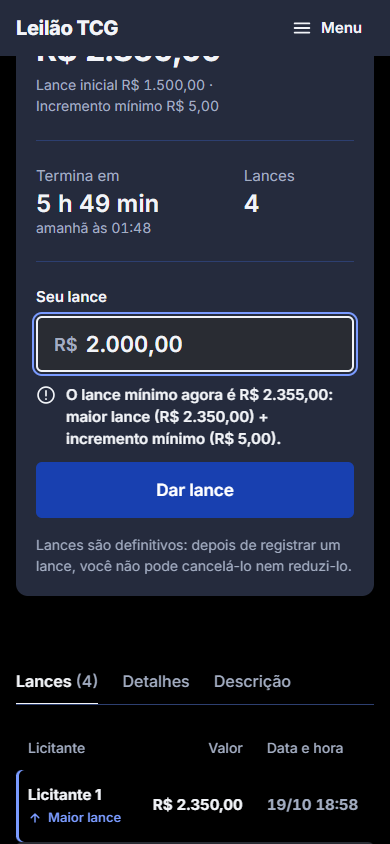 Leilão TCG
Menu
R$ 2.350,00
Lance inicial R$ 1.500,00 ·
Incremento mínimo R$ 5,00
Termina em
Lances
5 h 49 min
4
amanhã às 01:48
Seu lance
R$ 2.000,00
O lance mínimo agora é R$ 2.355,00:
maior lance (R$ 2.350,00) +
incremento mínimo (R$ 5,00).
Dar lance
Lances são definitivos: depois de registrar um
lance, você não pode cancelá-lo nem reduzi-lo.
Lances (4)
Detalhes
Descrição
Licitante
Valor
Data e hora
Licitante 1
R$ 2.350,00
19/10 18:58
Maior lance